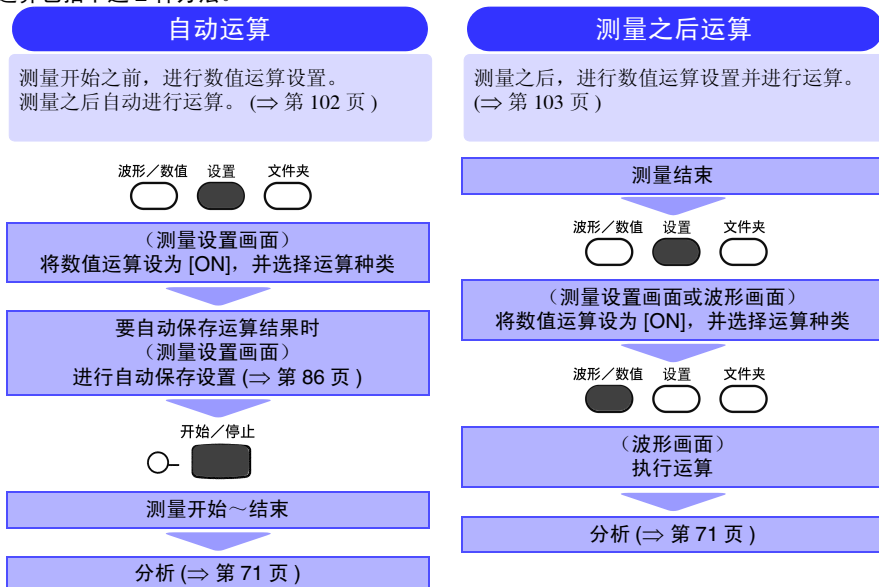 自动运算
测量开始之前，进行数值运算设置。
测量之后自动进行运算。 (⇒ 第 102 页 )
波形／数值 设置 文件夹
（测量设置画面）
将数值运算设为 [ON]，并选择运算种类
要自动保存运算结果时
（测量设置画面）
进行自动保存设置 (⇒ 第 86 页 )
开始／停止
测量开始～结束
分析 (⇒ 第 71 页 )
测量之后运算
测量之后，进行数值运算设置并进行运算。
(⇒ 第 103 页 )
测量结束
波形／数值 设置 文件夹
（测量设置画面或波形画面）
将数值运算设为 [ON]，并选择运算种类
波形／数值 设置 文件夹
（波形画面）
执行运算
分析 (⇒ 第 71 页 )